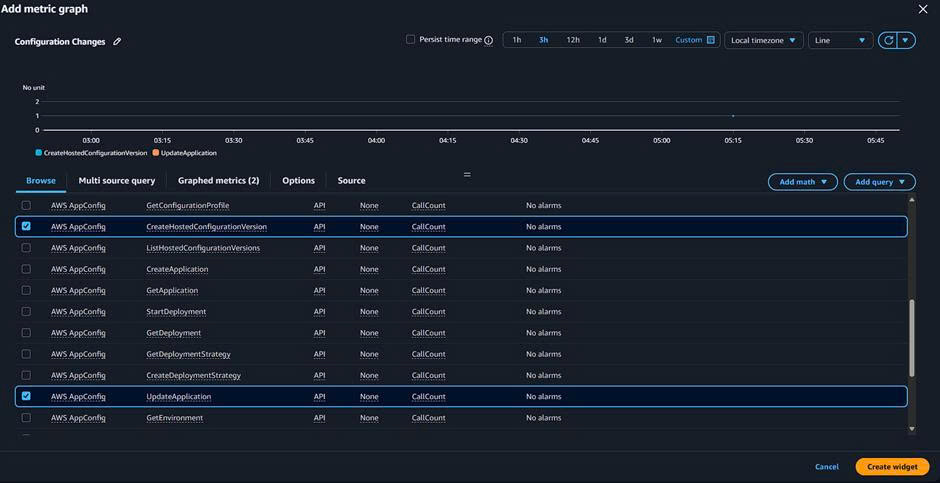 Add metric graph
Configuration Changes
Persist time range 1h 3h 12h 1d 3d 1w Custom Local timezone Line
No unit
2
1
0
03:00 03:15 03:30 03:45 04:00 04:15 04:30 04:45 05:00 05:15 05:30 05:45
CreateHostedConfigurationVersion UpdateApplication
Browse Multi source query Graphed metrics (2) Options Source Add math Add query
AWS AppConfig GetConfigurationProfile API None CallCount No alarms
AWS AppConfig CreateHostedConfigurationVersion API None CallCount No alarms
AWS AppConfig ListHostedConfigurationVersions API None CallCount No alarms
AWS AppConfig CreateApplication API None CallCount No alarms
AWS AppConfig GetApplication API None CallCount No alarms
AWS AppConfig StartDeployment API None CallCount No alarms
AWS AppConfig GetDeployment API None CallCount No alarms
AWS AppConfig GetDeploymentStrategy API None CallCount No alarms
AWS AppConfig CreateDeploymentStrategy API None CallCount No alarms
AWS AppConfig UpdateApplication API None CallCount No alarms
AWS AppConfig GetEnvironment API None CallCount No alarms
Cancel Create widget